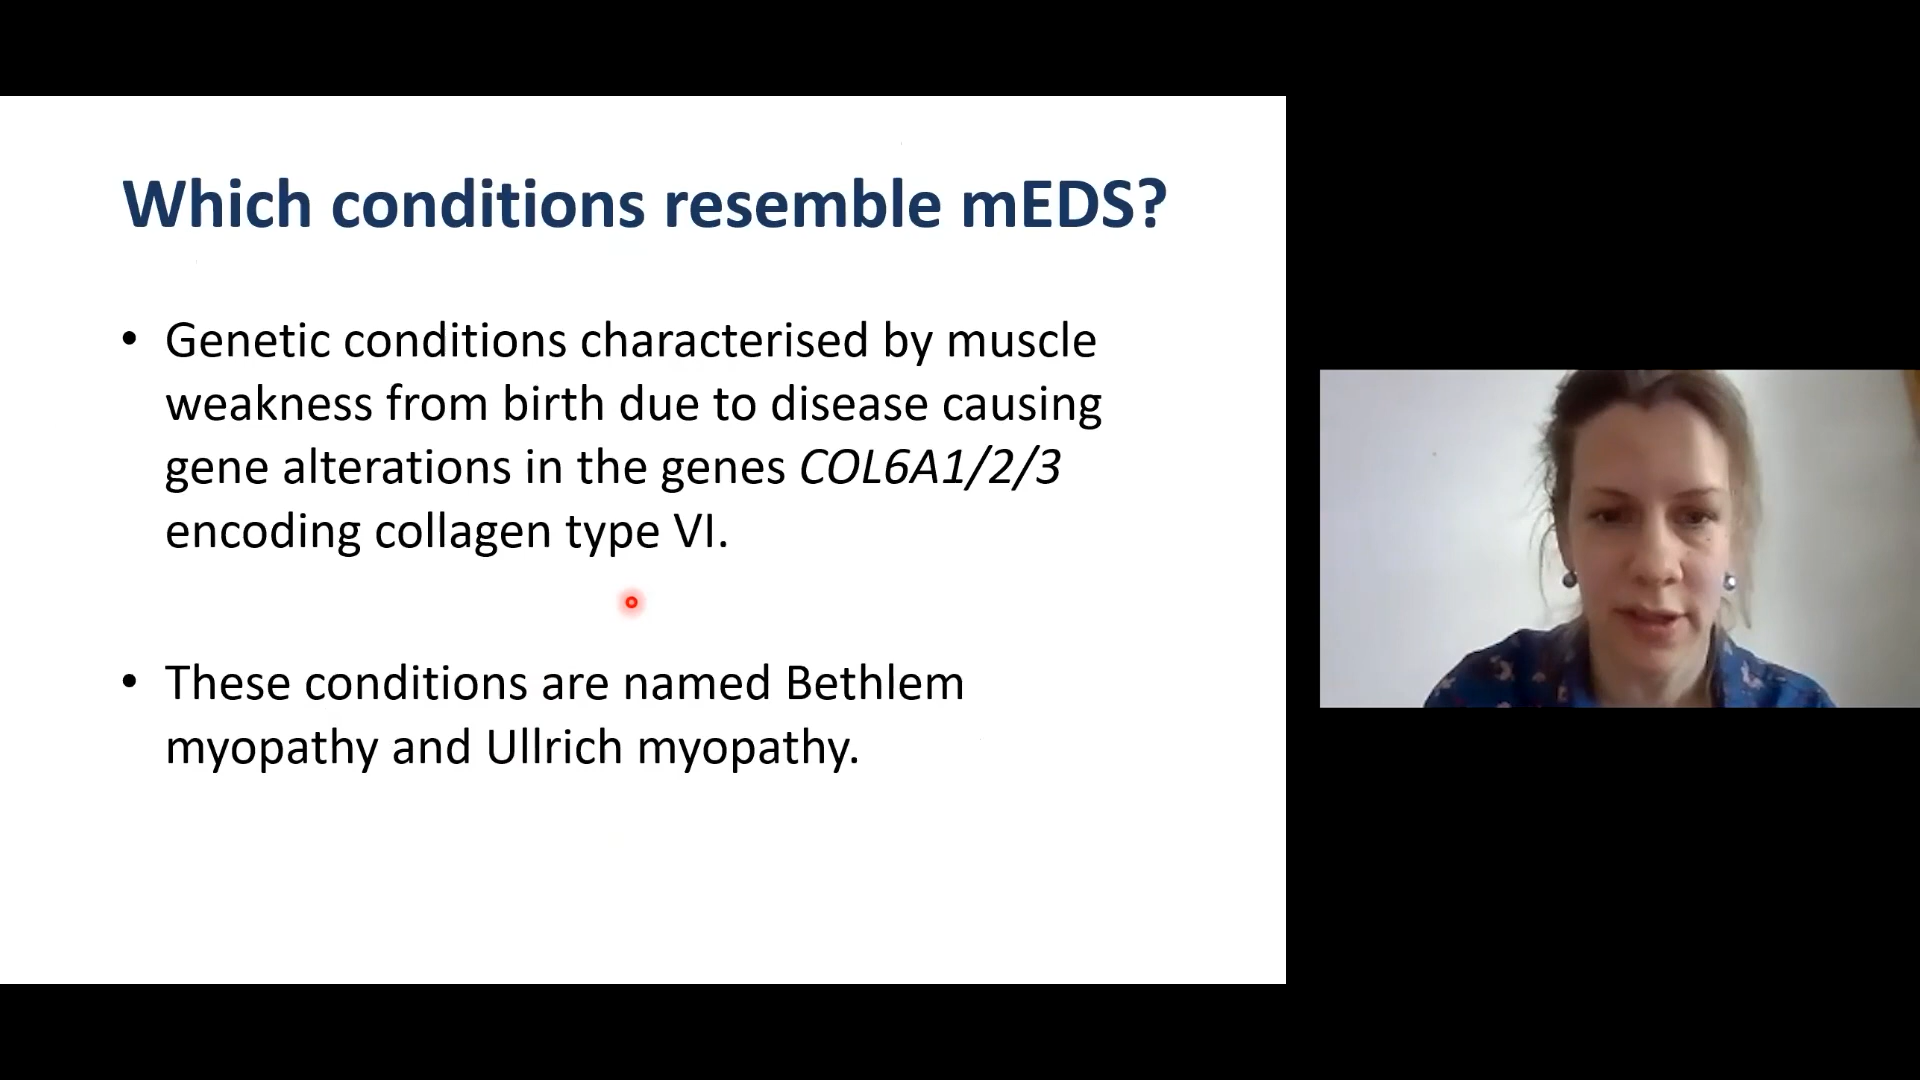 Which conditions resemble mEDS?
• Genetic conditions characterised by muscle
weakness from birth due to disease causing
gene alterations in the genes COL6A1/2/3
encoding collagen type VI.
• These conditions are named Bethlem
myopathy and Ullrich myopathy.